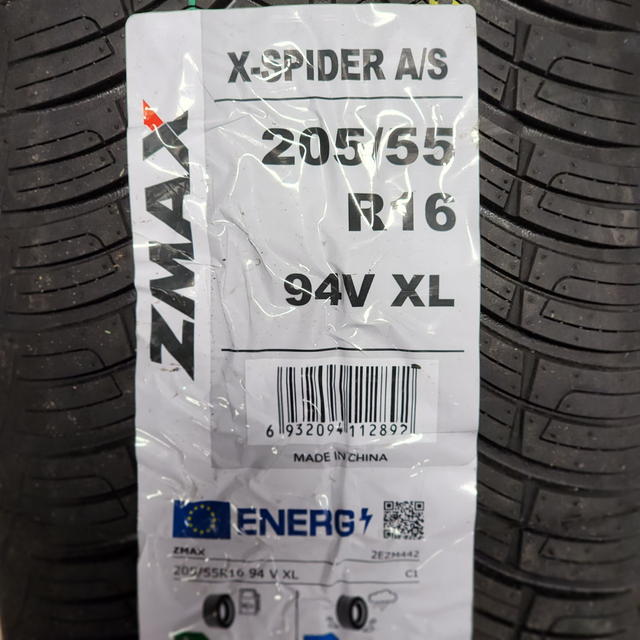 ZMAX
X-SPIDER A/S
205/55
R16
94V XL
6 932094 112892
MADE IN CHINA
ENERG
ZMAX 2EZM442
205/55R16 94 V XL C1